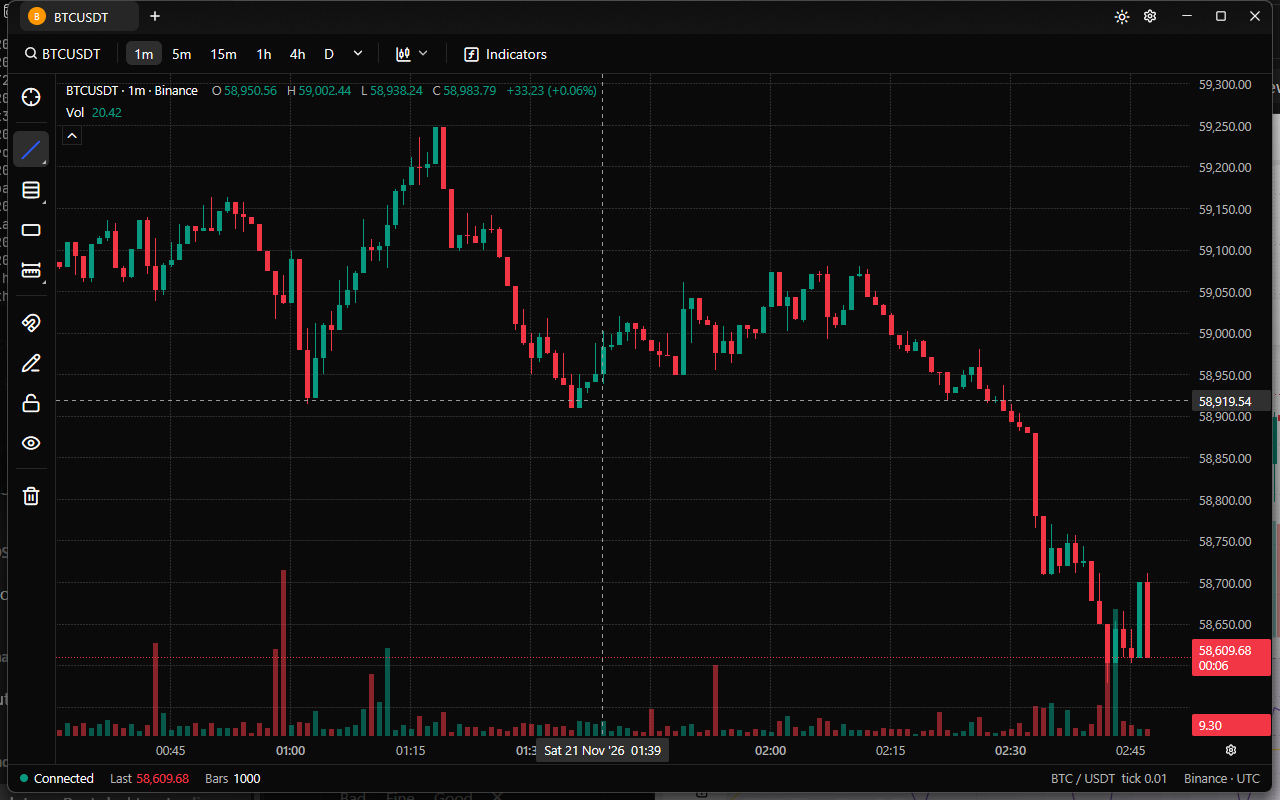 BTCUSDT
BTCUSDT 1m 5m 15m 1h 4h D Indicators
BTCUSDT · 1m · Binance O 58,950.56 H 59,002.44 L 58,938.24 C 58,983.79 +33.23 (+0.06%)
Vol 20.42
59,300.00
59,250.00
59,200.00
59,150.00
59,100.00
59,050.00
59,000.00
58,950.00
58,919.54
58,900.00
58,850.00
58,800.00
58,750.00
58,700.00
58,650.00
58,609.68
00:06
9.30
00:45 01:00 01:15 Sat 21 Nov '26 01:39 02:00 02:15 02:30 02:45
Connected Last 58,609.68 Bars 1000 BTC / USDT tick 0.01 Binance · UTC
Bad Fine Good